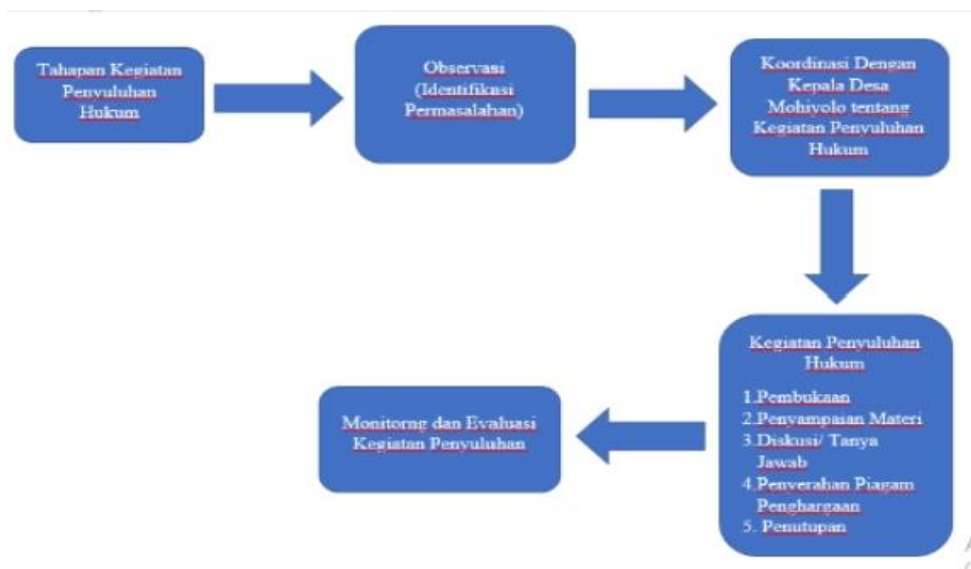 Tahapan Kegiatan
Penyuluhan
Hukum
Observasi
(Identifikasi
Permasalahan)
Koordinasi Dengan
Kepala Desa
Mohiyolo tentang
Kegiatan Penyuluhan
Hukum
Kegiatan Penyuluhan
Hukum
1.Pembukaan
2.Penyampaian Materi
3.Diskusi/ Tanya
Jawab
4.Penyerahan Piagam
Penghargaan
5. Penutupan
Monitorng dan Evaluasi
Kegiatan Penyuluhan